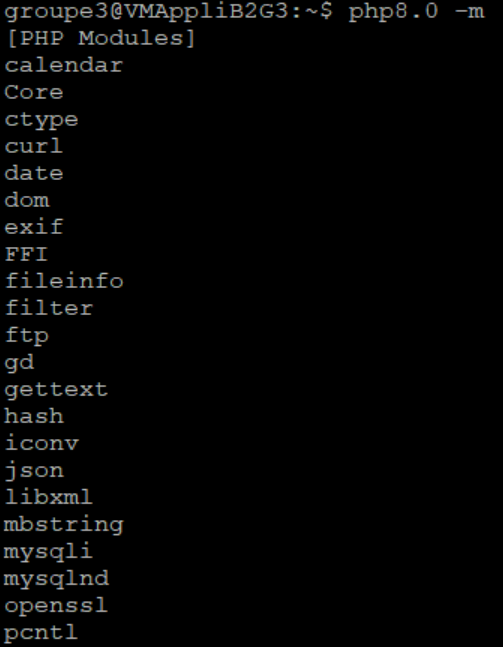 groupe3@VMAppliB2G3:~$ php8.0 -m
[PHP Modules]
calendar
Core
ctype
curl
date
dom
exif
FFI
fileinfo
filter
ftp
gd
gettext
hash
iconv
json
libxml
mbstring
mysqli
mysqlnd
openssl
pcntl